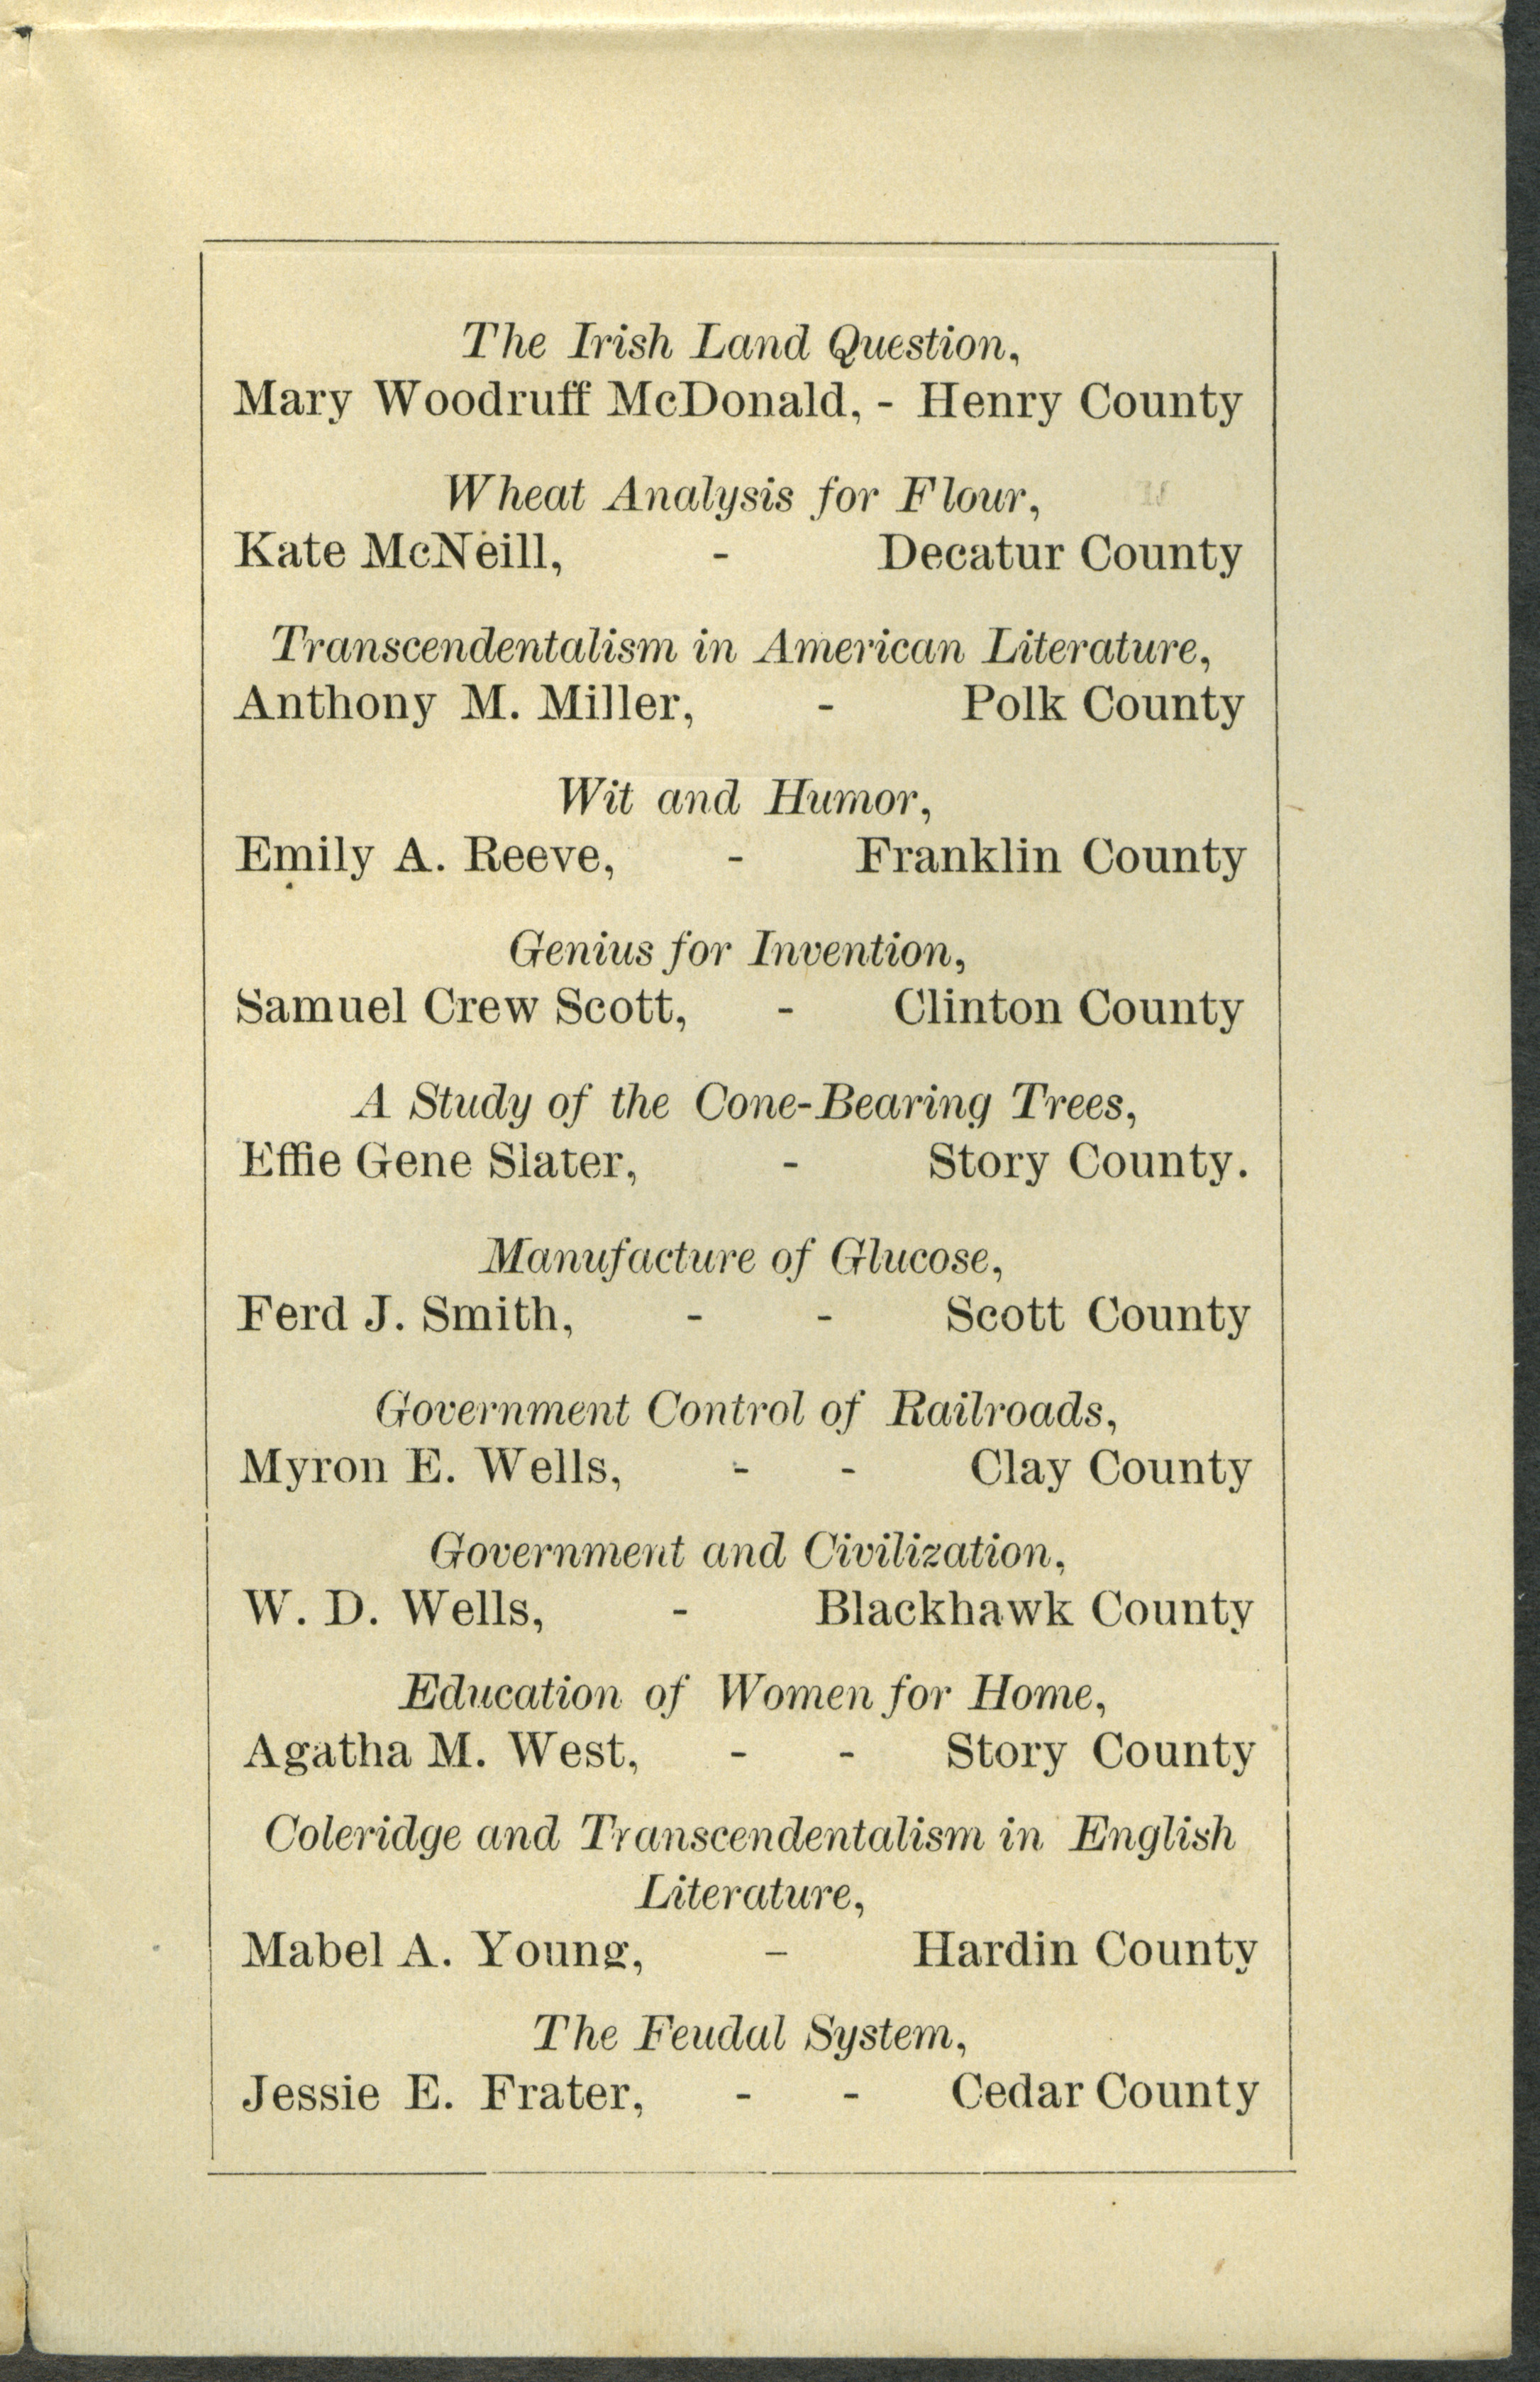 The Irish Land Question,
Mary Woodruff McDonald, - Henry County
Wheat Analysis for Flour,
Kate McNeill, - Decatur County
Transcendentalism in American Literature,
Anthony M. Miller, - Polk County
Wit and Humor,
Emily A. Reeve, - Franklin County
Genius for Invention,
Samuel Crew Scott, - Clinton County
A Study of the Cone-Bearing Trees,
Effie Gene Slater, - Story County.
Manufacture of Glucose,
Ferd J. Smith, - - Scott County
Government Control of Railroads,
Myron E. Wells, - - Clay County
Government and Civilization,
W. D. Wells, - Blackhawk County
Education of Women for Home,
Agatha M. West, - - Story County
Coleridge and Transcendentalism in English
Literature,
Mabel A. Young, - Hardin County
The Feudal System,
Jessie E. Frater, - - Cedar County